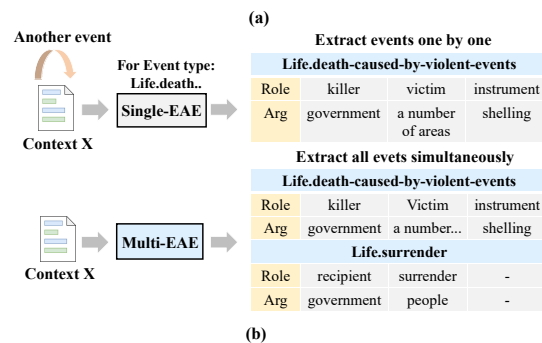 (a)
Another event
Extract events one by one
For Event type:
Life.death..
Life.death-caused-by-violent-events
Role killer victim instrument
Single-EAE
Arg government a number of areas shelling
Context X
Extract all evets simultaneously
Life.death-caused-by-violent-events
Role killer Victim instrument
Arg government a number... shelling
Multi-EAE
Life.surrender
Role recipient surrender -
Context X
Arg government people -
(b)